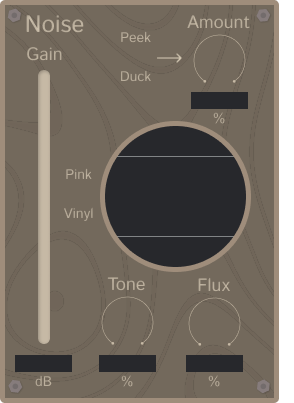 Noise
Amount
Peek
Gain
Duck
%
Pink
Vinyl
Tone
Flux
dB
%
%